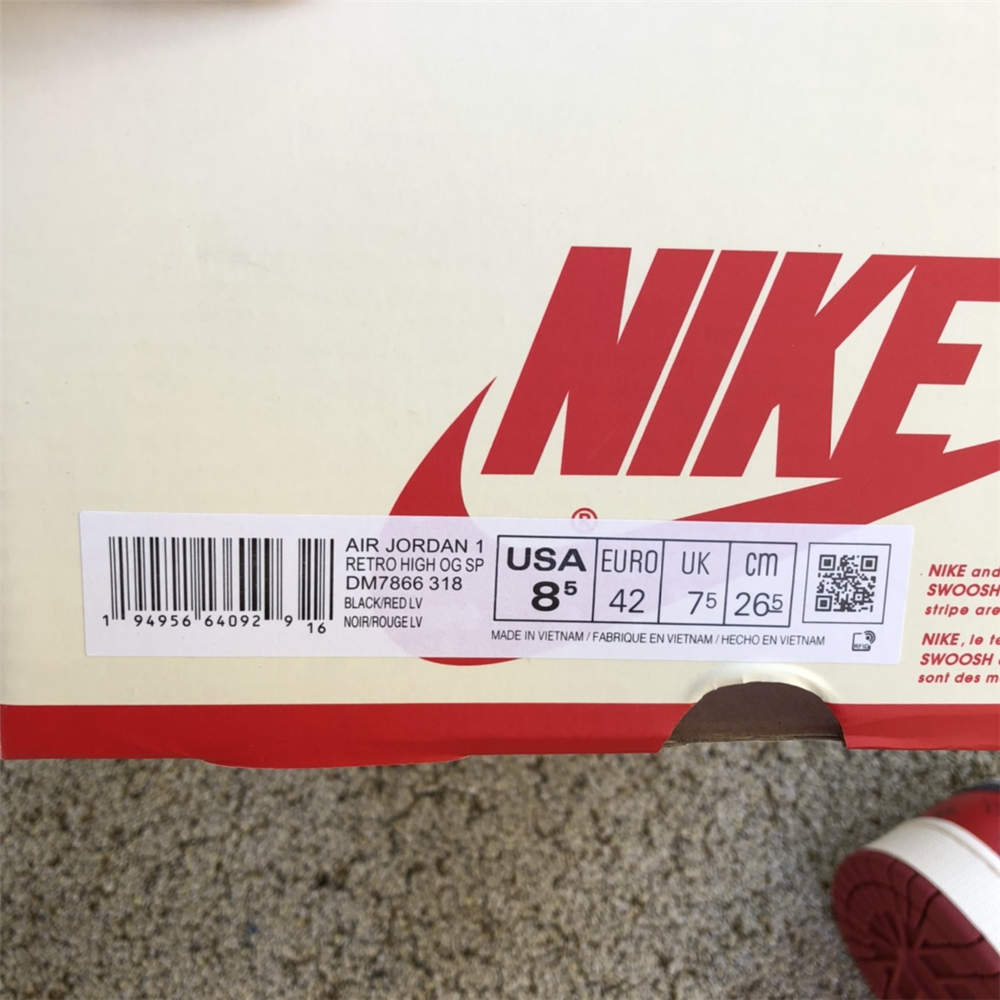 NIKE
®
AIR JORDAN 1
RETRO HIGH OG SP
DM7866 318
BLACK/RED LV
NOIR/ROUGE LV
1 94956 64092 9 16
USA EURO UK cm
8⁵ 42 7⁵ 26⁵
MADE IN VIETNAM / FABRIQUE EN VIETNAM / HECHO EN VIETNAM
NIKE and
SWOOSH
stripe are
NIKE, le
SWOOSH
sont des